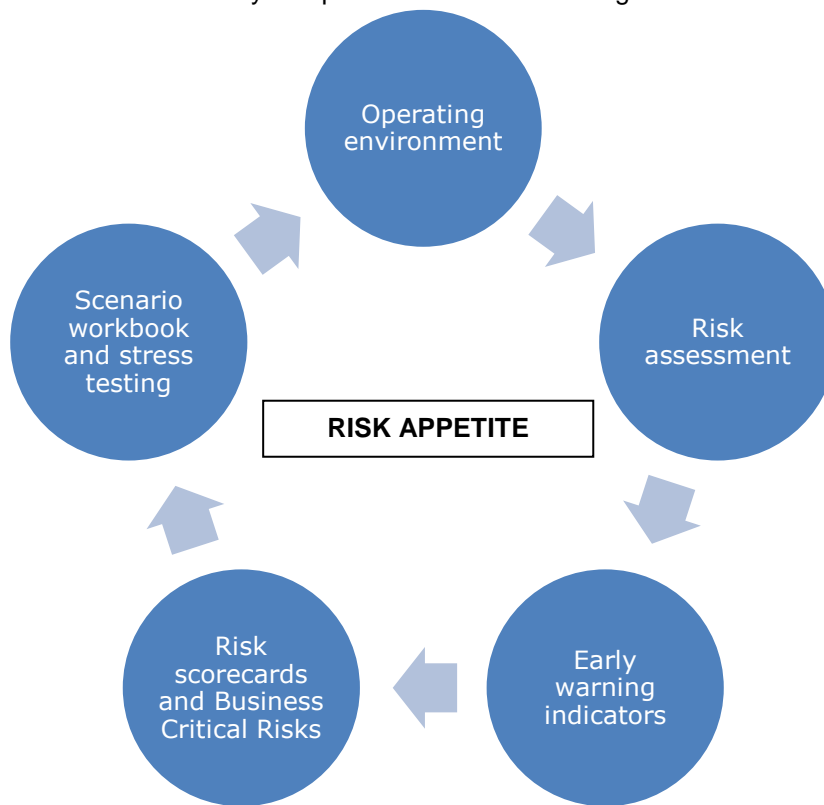 Operating
environment
Risk
assessment
Early
warning
indicators
Risk
scorecards
and Business
Critical Risks
Scenario
workbook
and stress
testing
RISK APPETITE